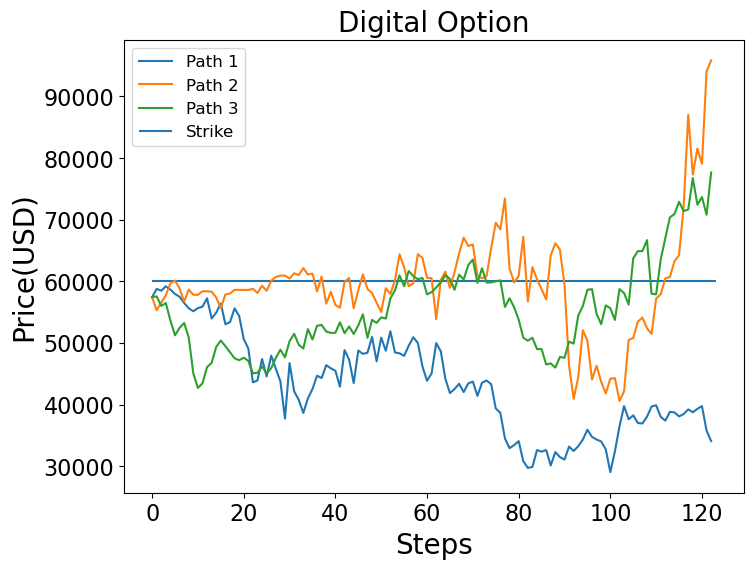 Digital Option
Path 1
Path 2
Path 3
Strike
Price(USD)
90000
80000
70000
60000
50000
40000
30000
0 20 40 60 80 100 120
Steps